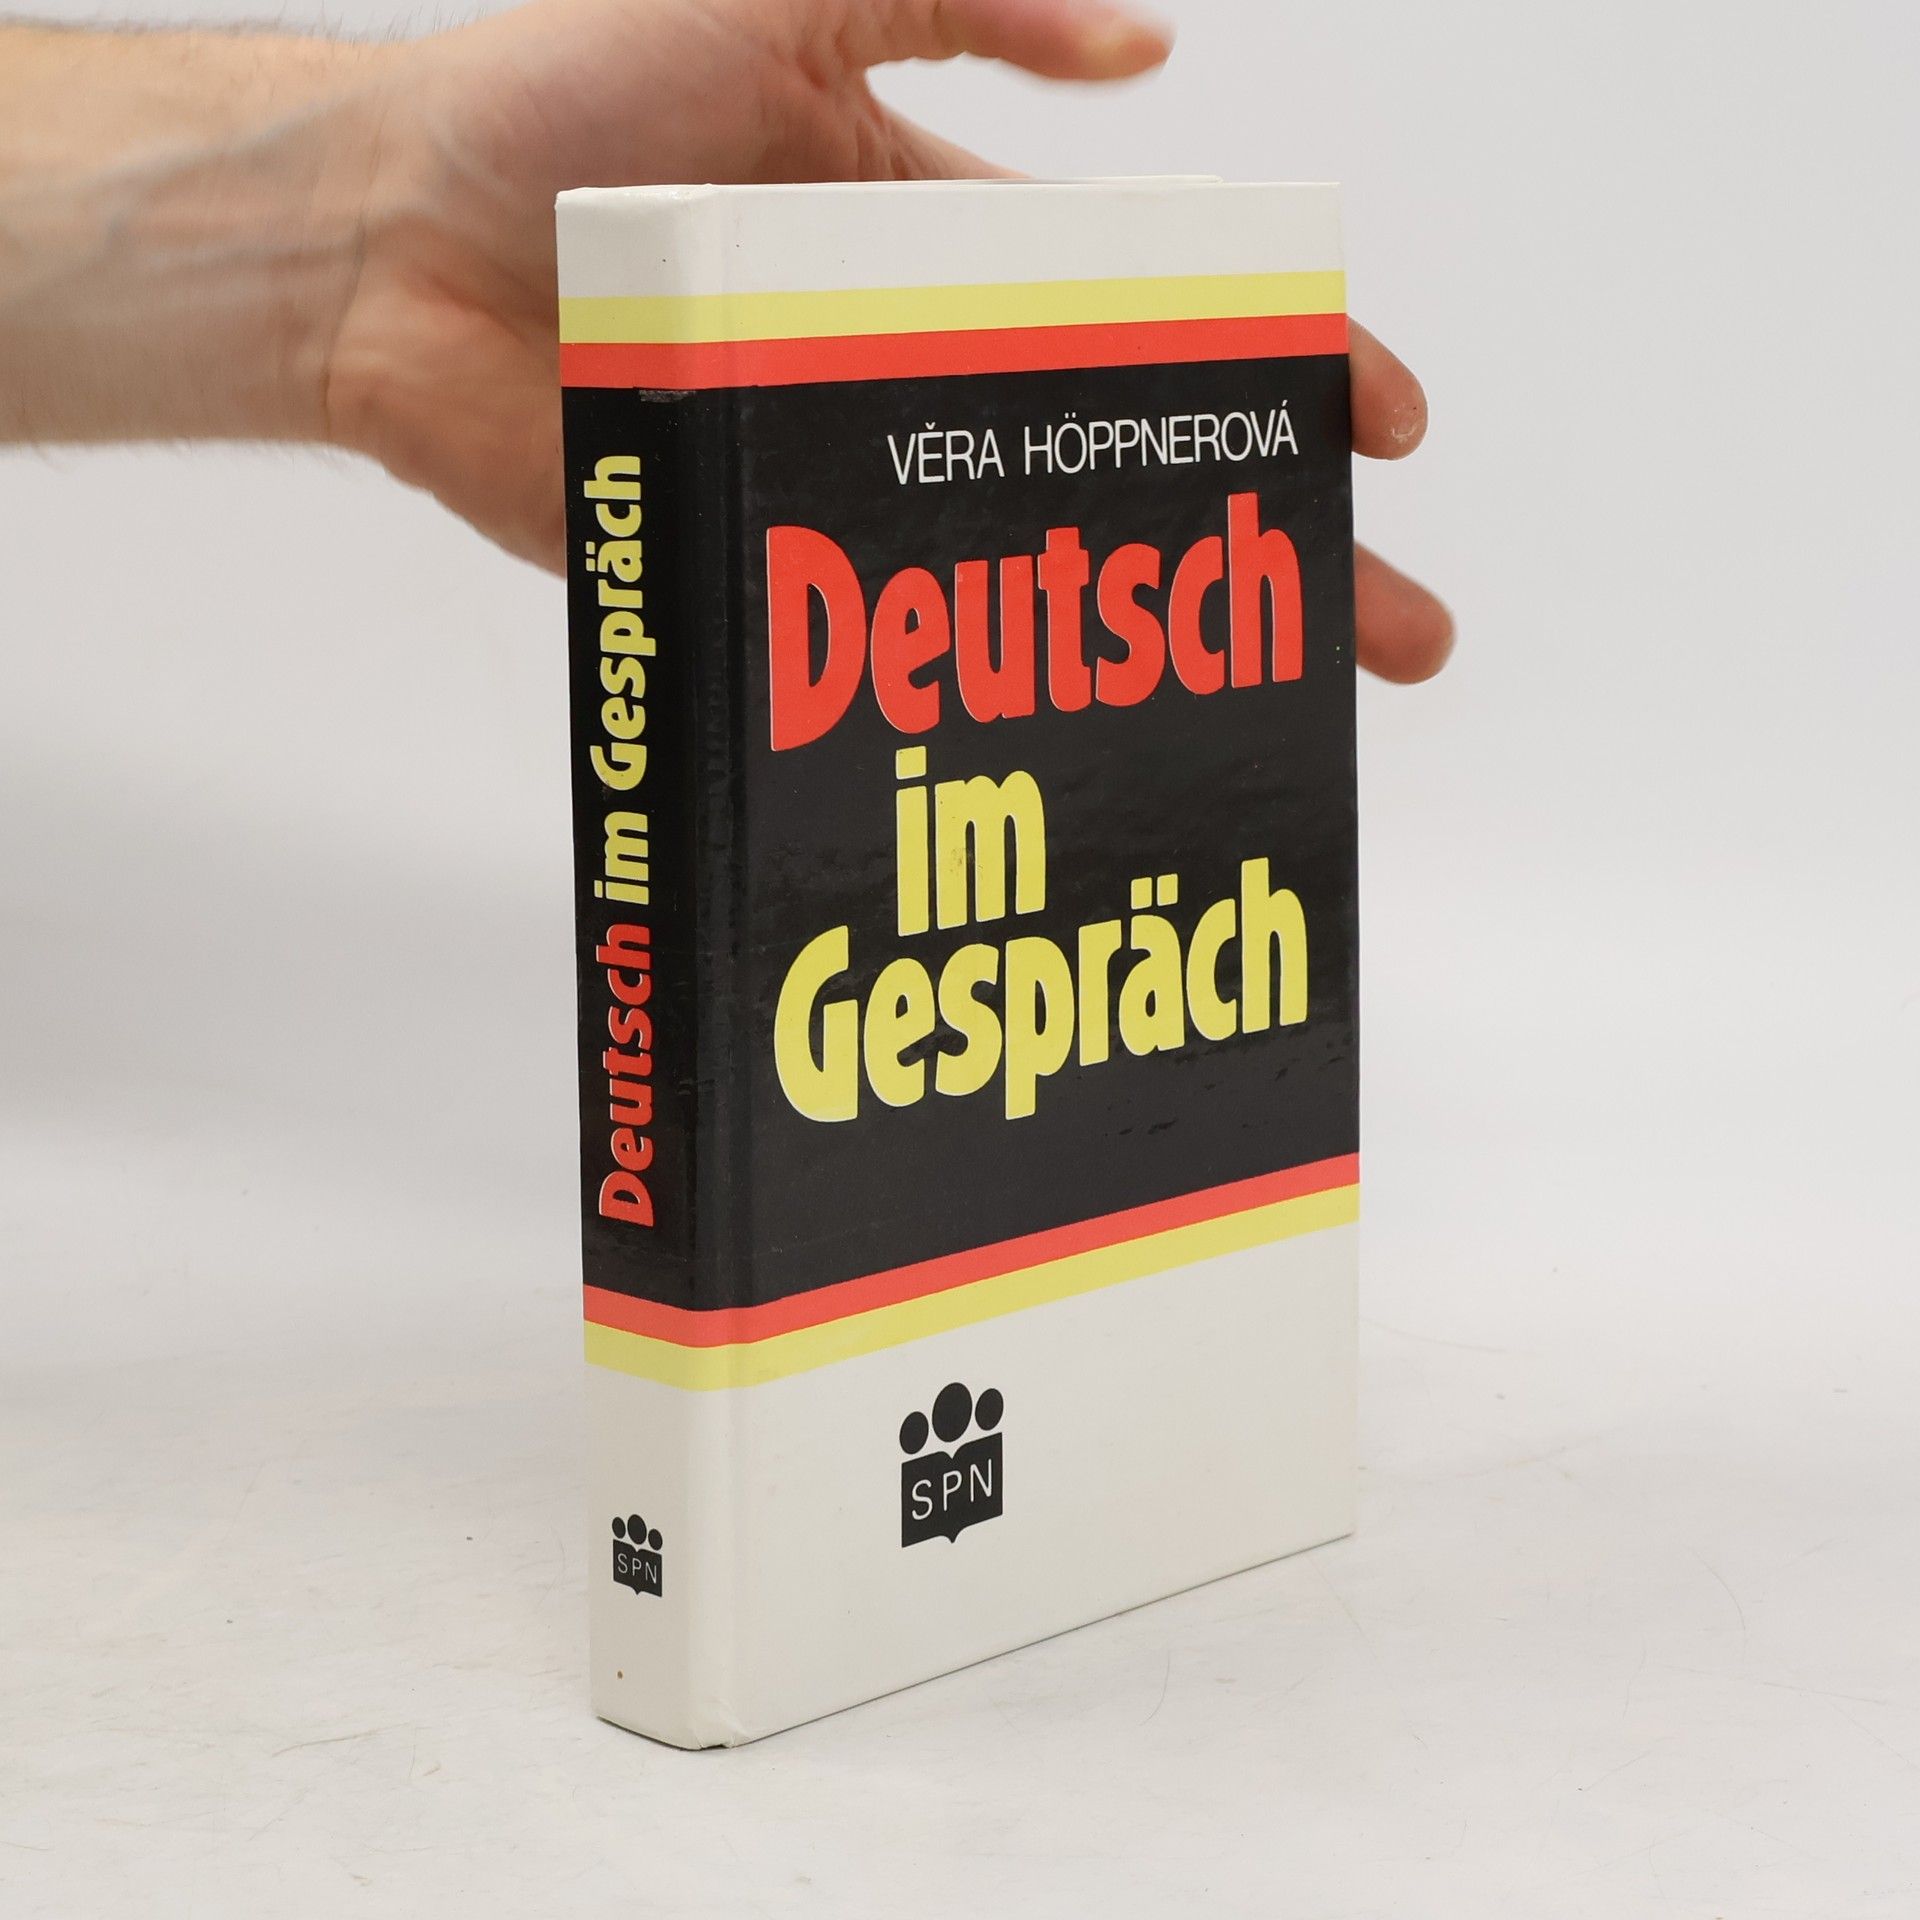 VĚRA HÖPPNEROVÁ
Deutsch
im
Gespräch
SPN
Deutsch im Gespräch
SPN